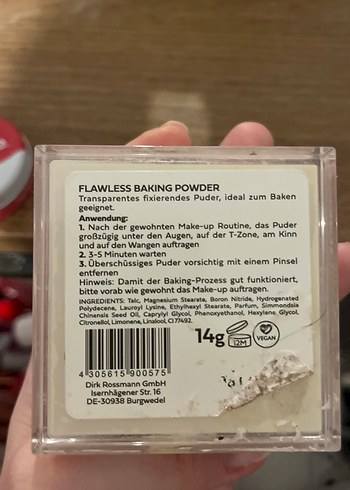 FLAWLESS BAKING POWDER
Transparentes fixierendes Puder, ideal zum Baken
geeignet.
Anwendung:
1. Nach der gewohnten Make-up Routine, das Puder
großzügig unter den Augen, auf der T-Zone, am Kinn
und auf den Wangen auftragen
2. 3-5 Minuten warten
3. Überschüssiges Puder vorsichtig mit einem Pinsel
entfernen
Hinweis: Damit der Baking-Prozess gut funktioniert,
bitte vorab wie gewohnt das Make-up auftragen.
INGREDIENTS: Talc, Magnesium Stearate, Boron Nitride, Hydrogenated
Polydecene, Lauroyl Lysine, Ethylhexyl Stearate, Parfum, Simmondsia
Chinensis Seed Oil, Caprylyl Glycol, Phenoxyethanol, Hexylene Glycol,
Citronellol, Limonene, Linalool, CI 77492.
14g
12M
VEGAN
4 305615 900575
Dirk Rossmann GmbH
Isernhägener Str. 16
DE-30938 Burgwedel